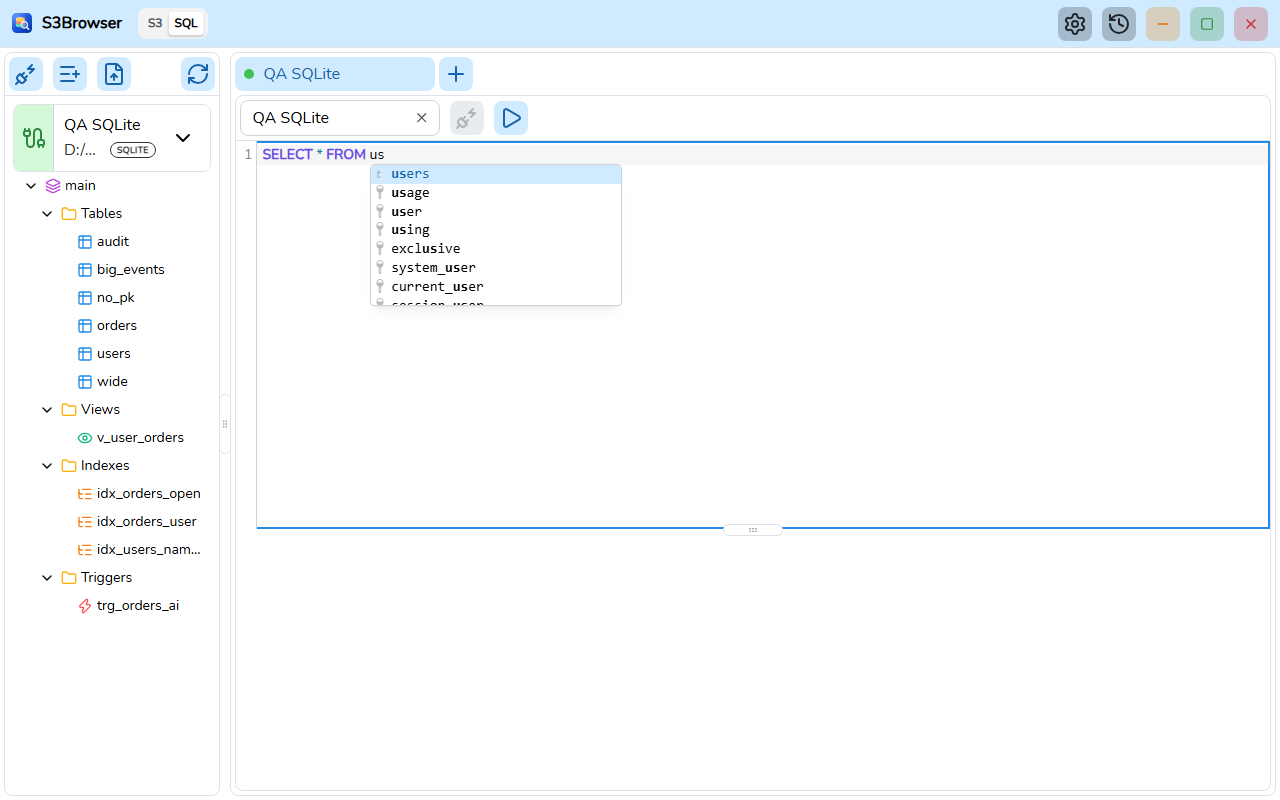 S3Browser
S3 SQL
QA SQLite
D:/...
SQLITE
main
Tables
audit
big_events
no_pk
orders
users
wide
Views
v_user_orders
Indexes
idx_orders_open
idx_orders_user
idx_users_nam...
Triggers
trg_orders_ai
QA SQLite
QA SQLite
1 SELECT * FROM us
t users
usage
user
using
exclusive
system_user
current_user
session_user